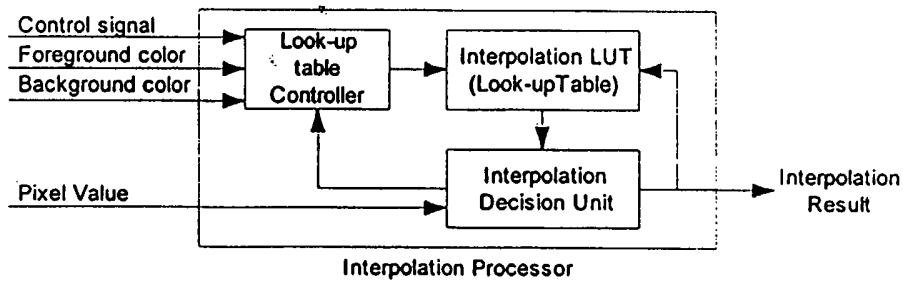 Control signal
Foreground color
Background color
Look-up
table
Controller
Interpolation LUT
(Look-upTable)
Pixel Value
Interpolation
Decision Unit
Interpolation
Result
Interpolation Processor